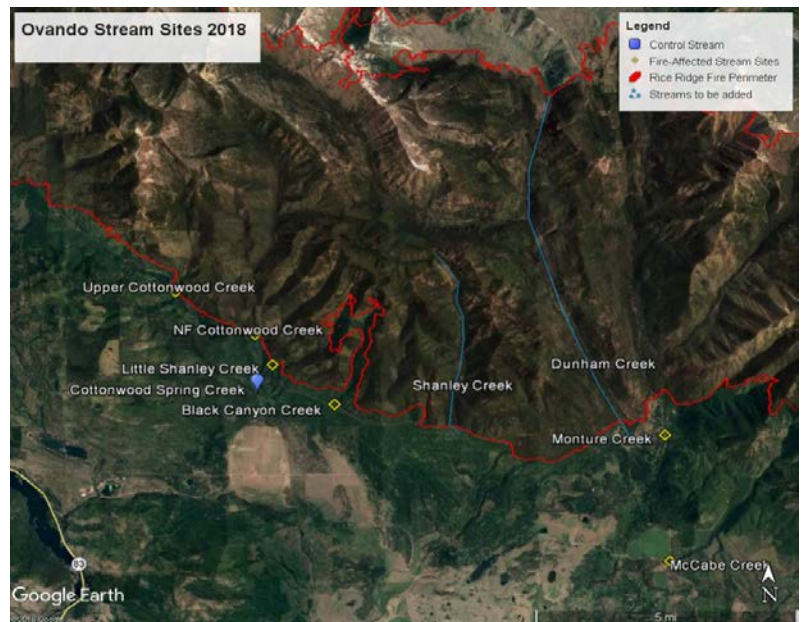 Ovando Stream Sites 2018
Legend
Control Stream
Fire-Affected Stream Sites
Rice Ridge Fire Perimeter
Streams to be added
Upper Cottonwood Creek
NF Cottonwood Creek
Little Shanley Creek
Cottonwood Spring Creek
Black Canyon Creek
Shanley Creek
Dunham Creek
Monture Creek
McCabe Creek
83
Google Earth
N
5 mi